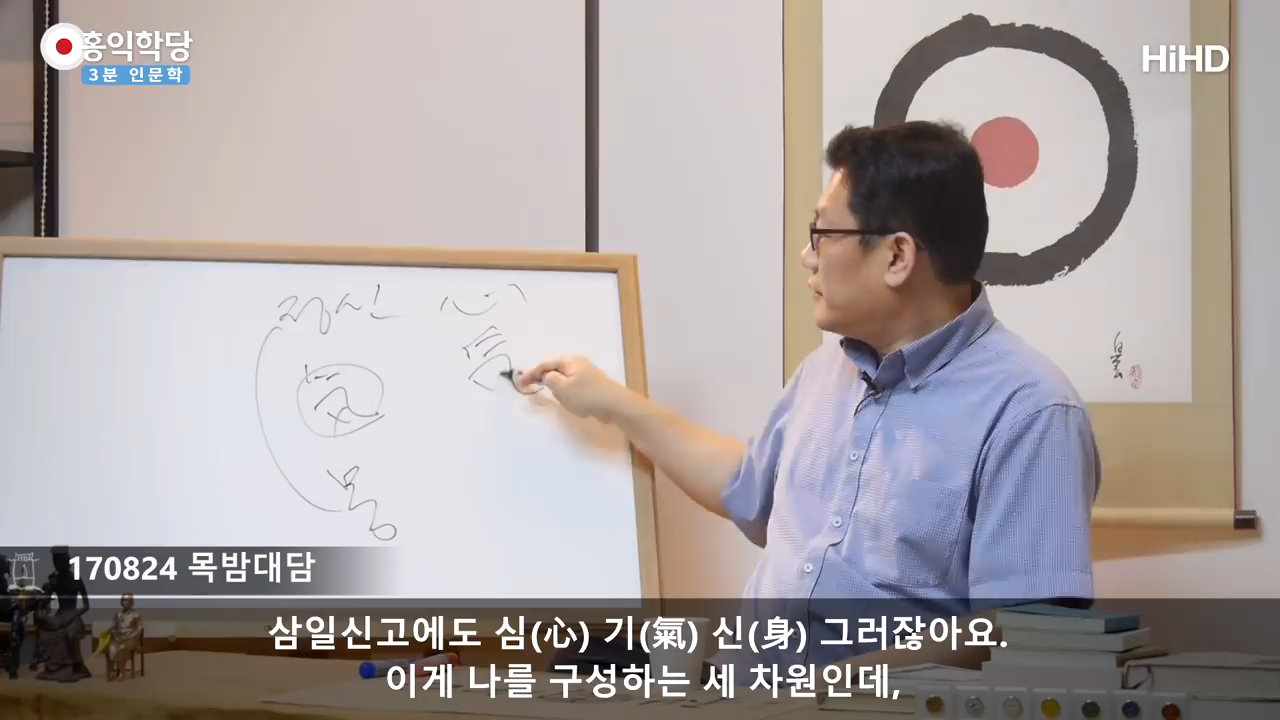 홍익학당
3분 인문학
HiHD
정신 心
氣 氣
몸
170824 목밤대담
삼일신고에도 심(心) 기(氣) 신(身) 그러잖아요.
이게 나를 구성하는 세 차원인데,